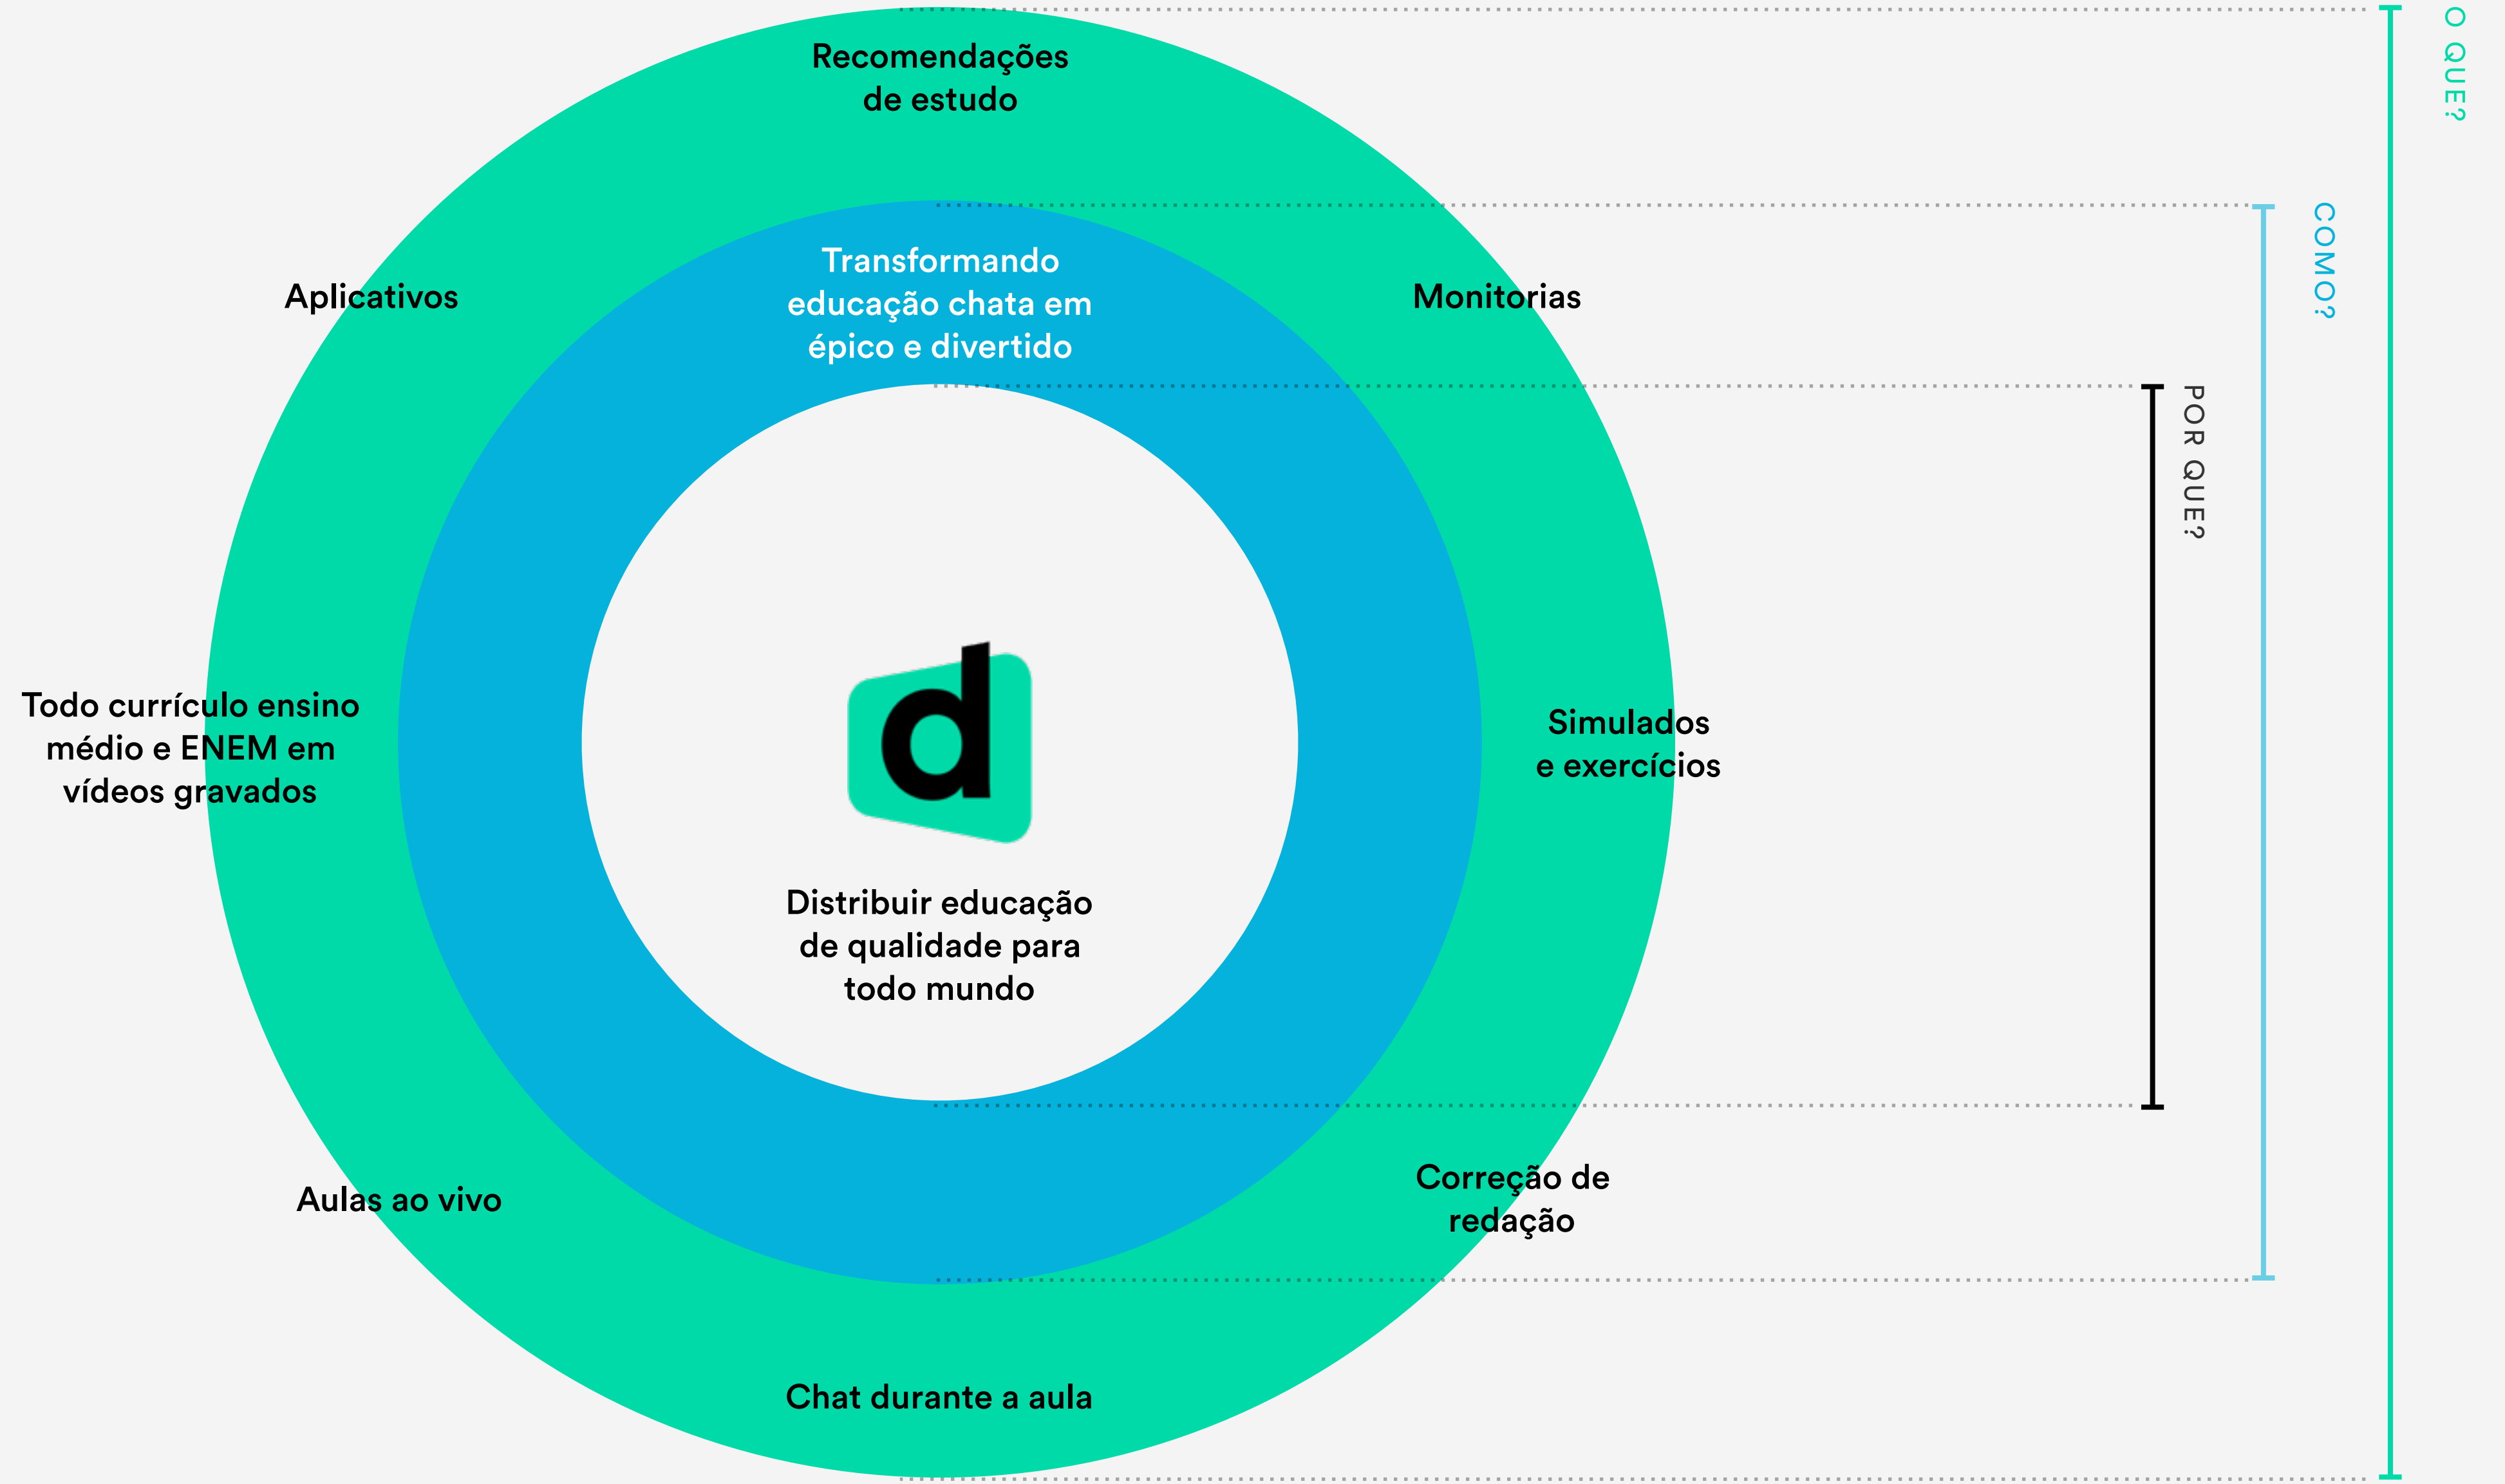 Recomendações
de estudo
Aplicativos
Transformando
educação chata em
épico e divertido
Monitorias
Todo currículo ensino
médio e ENEM em
vídeos gravados
d
Simulados
e exercícios
Distribuir educação
de qualidade para
todo mundo
Aulas ao vivo
Correção de
redação
Chat durante a aula
POR QUE?
COMO?
O QUE?